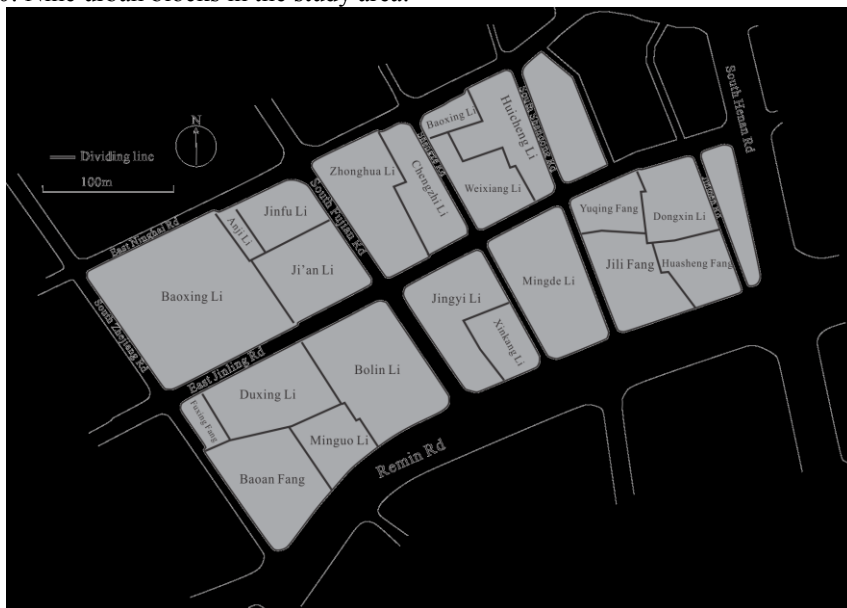 Nine urban blocks in the study area.
N
Dividing line
100m
East Ninghai Rd
South Zhejiang Rd
South Fujian Rd
South Henan Rd
East Jinling Rd
Remin Rd
Baoxing Li
Anji Li
Jinfu Li
Ji'an Li
Zhonghua Li
Chengzhi Li
Baoxing Li
Huicheng Li
Weixiang Li
Yuqing Fang
Dongxin Li
Jili Fang
Huasheng Fang
Mingde Li
Jingyi Li
Xinkang Li
Bolin Li
Duxing Li
Fuxing Fang
Minguo Li
Baoan Fang